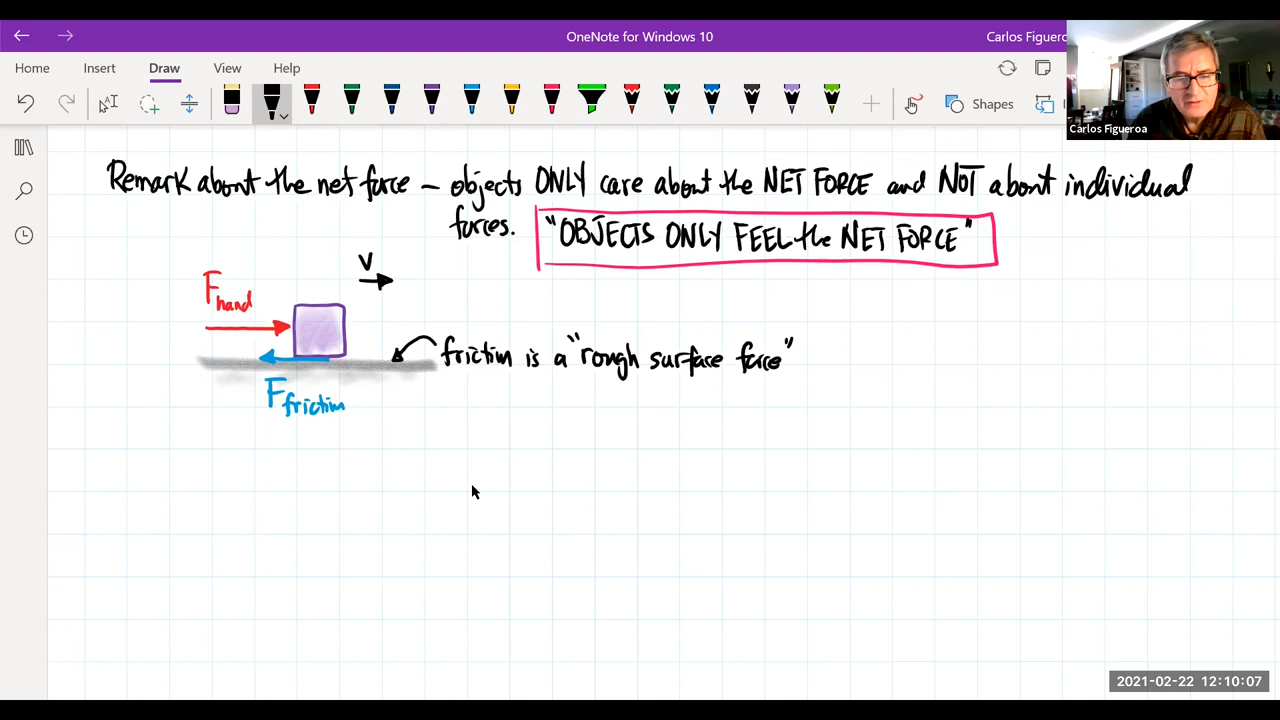 OneNote for Windows 10
Carlos Figueroa
Home Insert Draw View Help
Shapes
Carlos Figueroa
Remark about the net force – objects ONLY care about the NET FORCE and NOT about individual
forces. "OBJECTS ONLY FEEL the NET FORCE"
V
F hand
friction is a "rough surface force"
F friction
2021-02-22 12:10:07